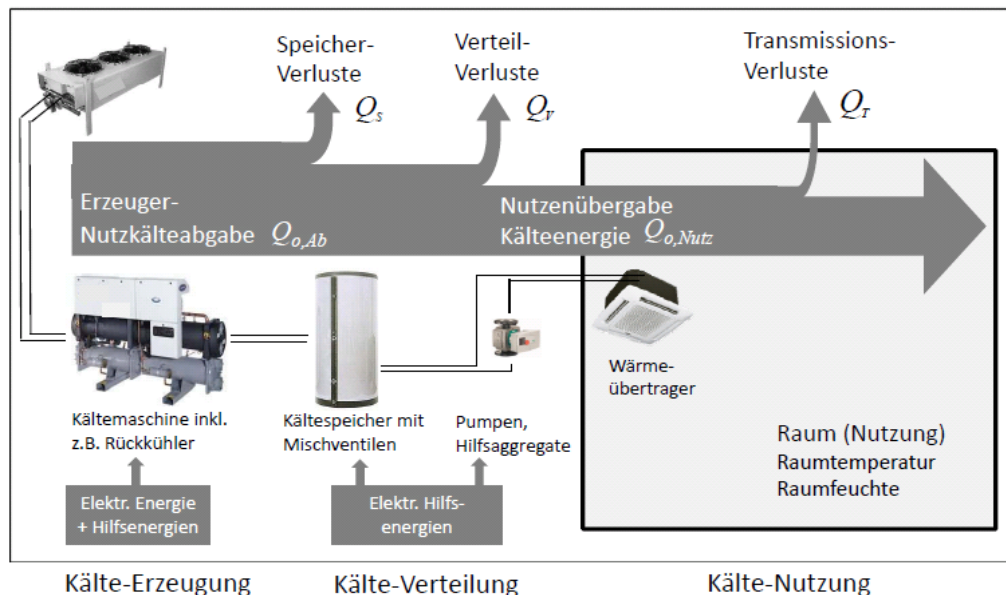 Speicher-
Verluste
Q_s
Verteil-
Verluste
Q_V
Transmissions-
Verluste
Q_T
Erzeuger-
Nutzkälteabgabe Q_{o,Ab}
Nutzenübergabe
Kälteenergie Q_{o,Nutz}
Kältemaschine inkl.
z.B. Rückkühler
Kältespeicher mit
Mischventilen
Pumpen,
Hilfsaggregate
Wärme-
übertrager
Raum (Nutzung)
Raumtemperatur
Raumfeuchte
Elektr. Energie
+ Hilfsenergien
Elektr. Hilfs-
energien
Kälte-Erzeugung
Kälte-Verteilung
Kälte-Nutzung